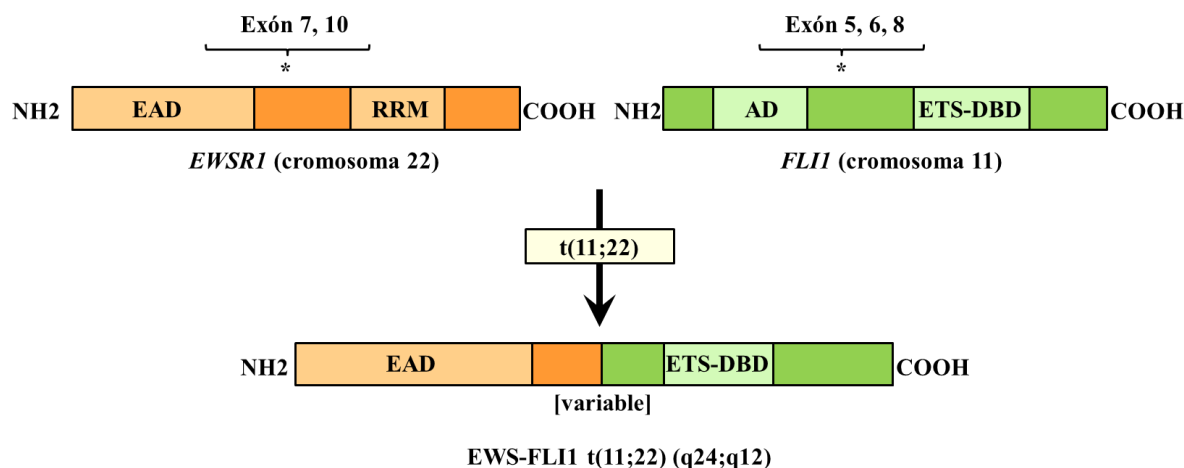 Exón 7, 10
*
NH2 EAD RRM COOH
EWSR1 (cromosoma 22)
Exón 5, 6, 8
*
NH2 AD ETS-DBD COOH
FLI1 (cromosoma 11)
t(11;22)
NH2 EAD ETS-DBD COOH
[variable]
EWS-FLI1 t(11;22) (q24;q12)